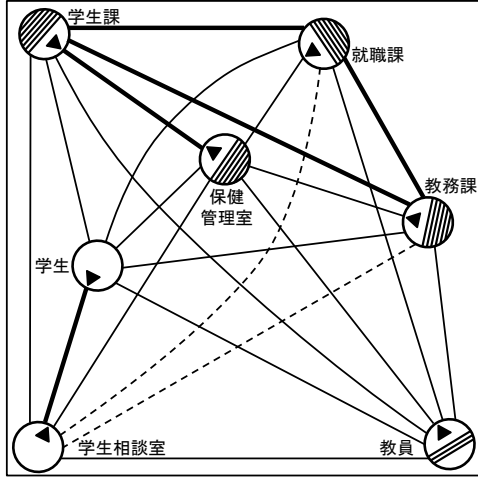 学生課
就職課
保健
管理室
教務課
学生
学生相談室
教員